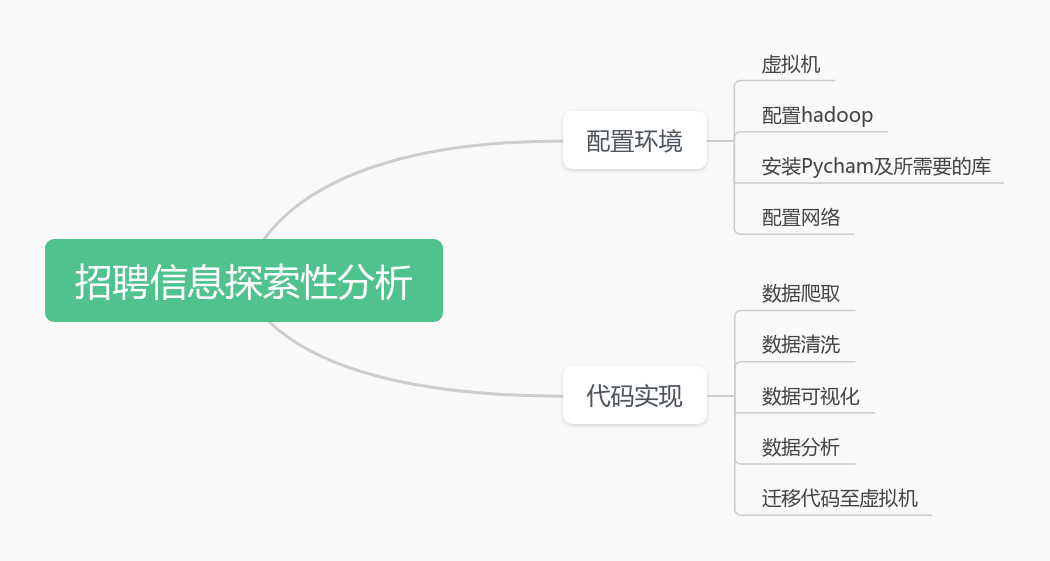 招聘信息探索性分析
配置环境
虚拟机
配置hadoop
安装Pycham及所需要的库
配置网络
代码实现
数据爬取
数据清洗
数据可视化
数据分析
迁移代码至虚拟机